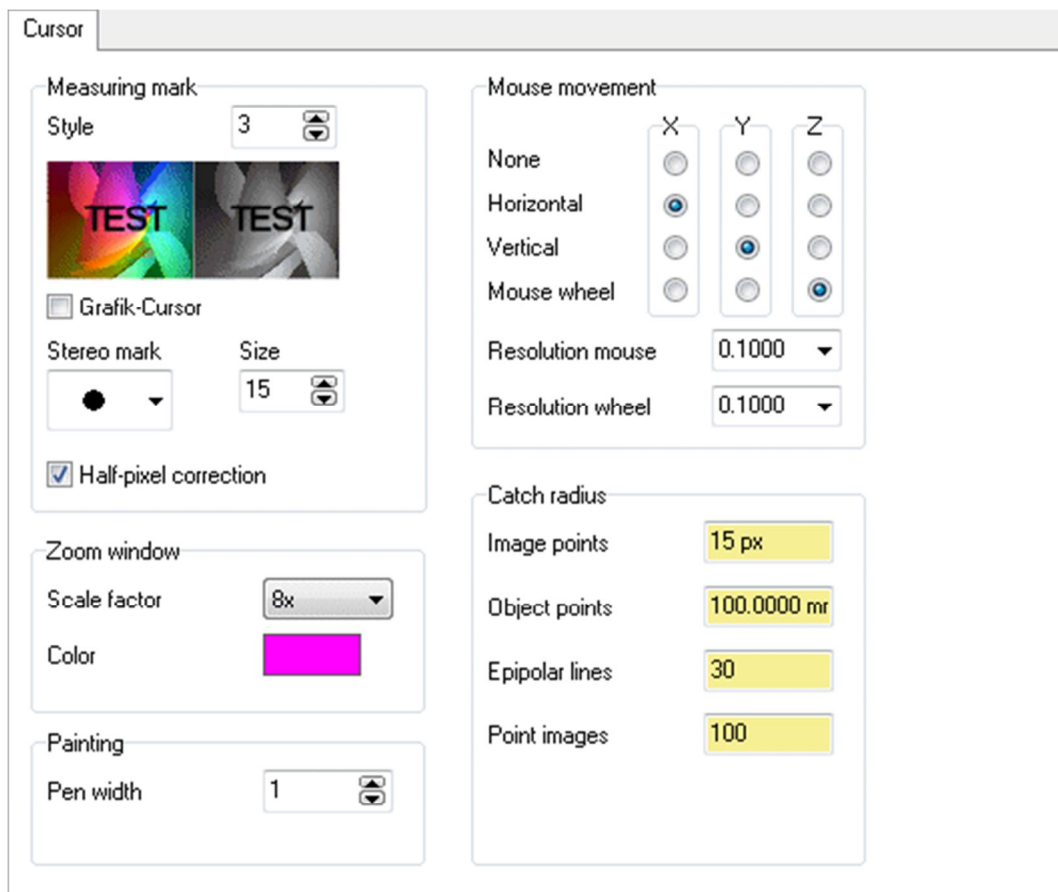 Cursor
Measuring mark
Style 3
TEST TEST
Grafik-Cursor
Stereo mark Size
15
Half-pixel correction
Zoom window
Scale factor 8x
Color
Painting
Pen width 1
Mouse movement
X Y Z
None
Horizontal
Vertical
Mouse wheel
Resolution mouse 0.1000
Resolution wheel 0.1000
Catch radius
Image points 15 px
Object points 100.0000 mr
Epipolar lines 30
Point images 100